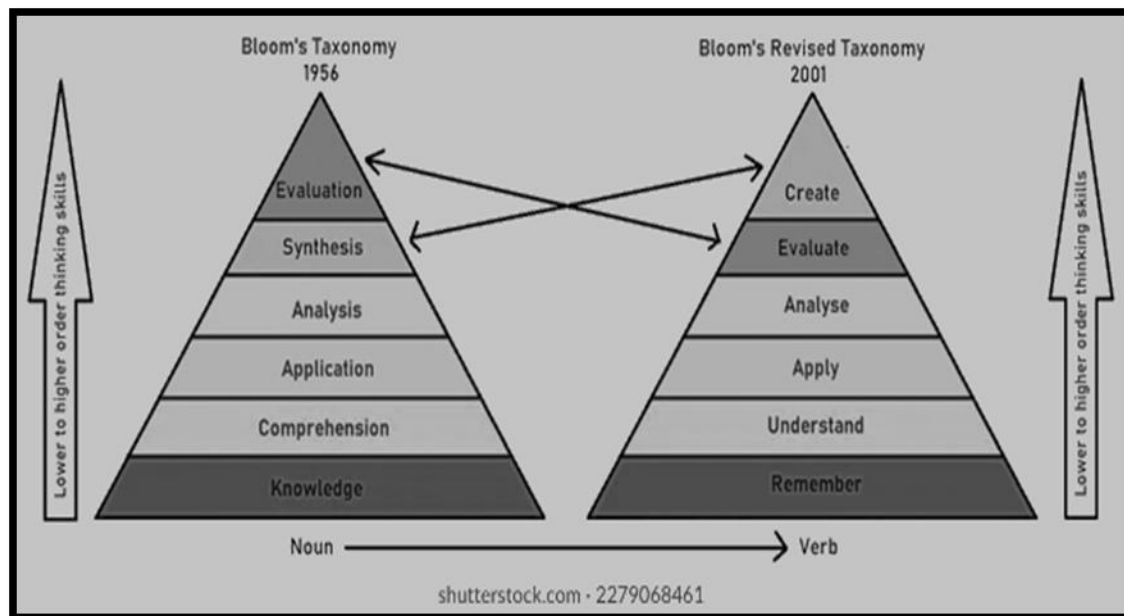 Bloom's Taxonomy
1956
Evaluation
Synthesis
Analysis
Application
Comprehension
Knowledge
Lower to higher order thinking skills
Bloom's Revised Taxonomy
2001
Create
Evaluate
Analyse
Apply
Understand
Remember
Lower to higher order thinking skills
Noun
Verb
shutterstock.com · 2279068461